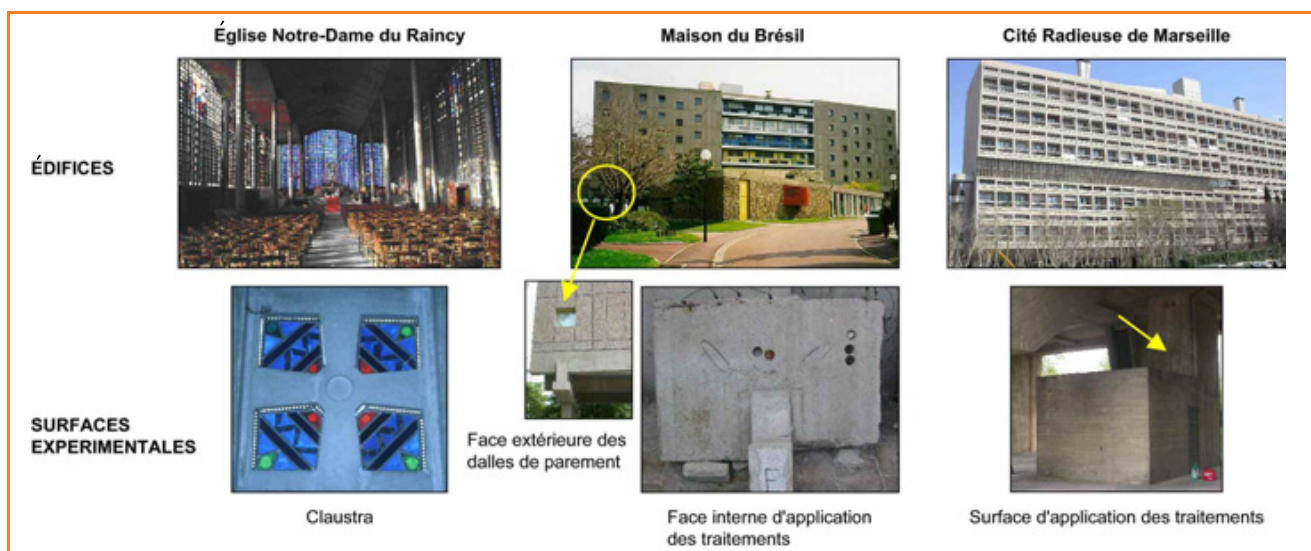 Église Notre-Dame du Raincy
Maison du Brésil
Cité Radieuse de Marseille
ÉDIFICES
SURFACES
EXPERIMENTALES
Face extérieure des
dalles de parement
Claustra
Face interne d'application
des traitements
Surface d'application des traitements